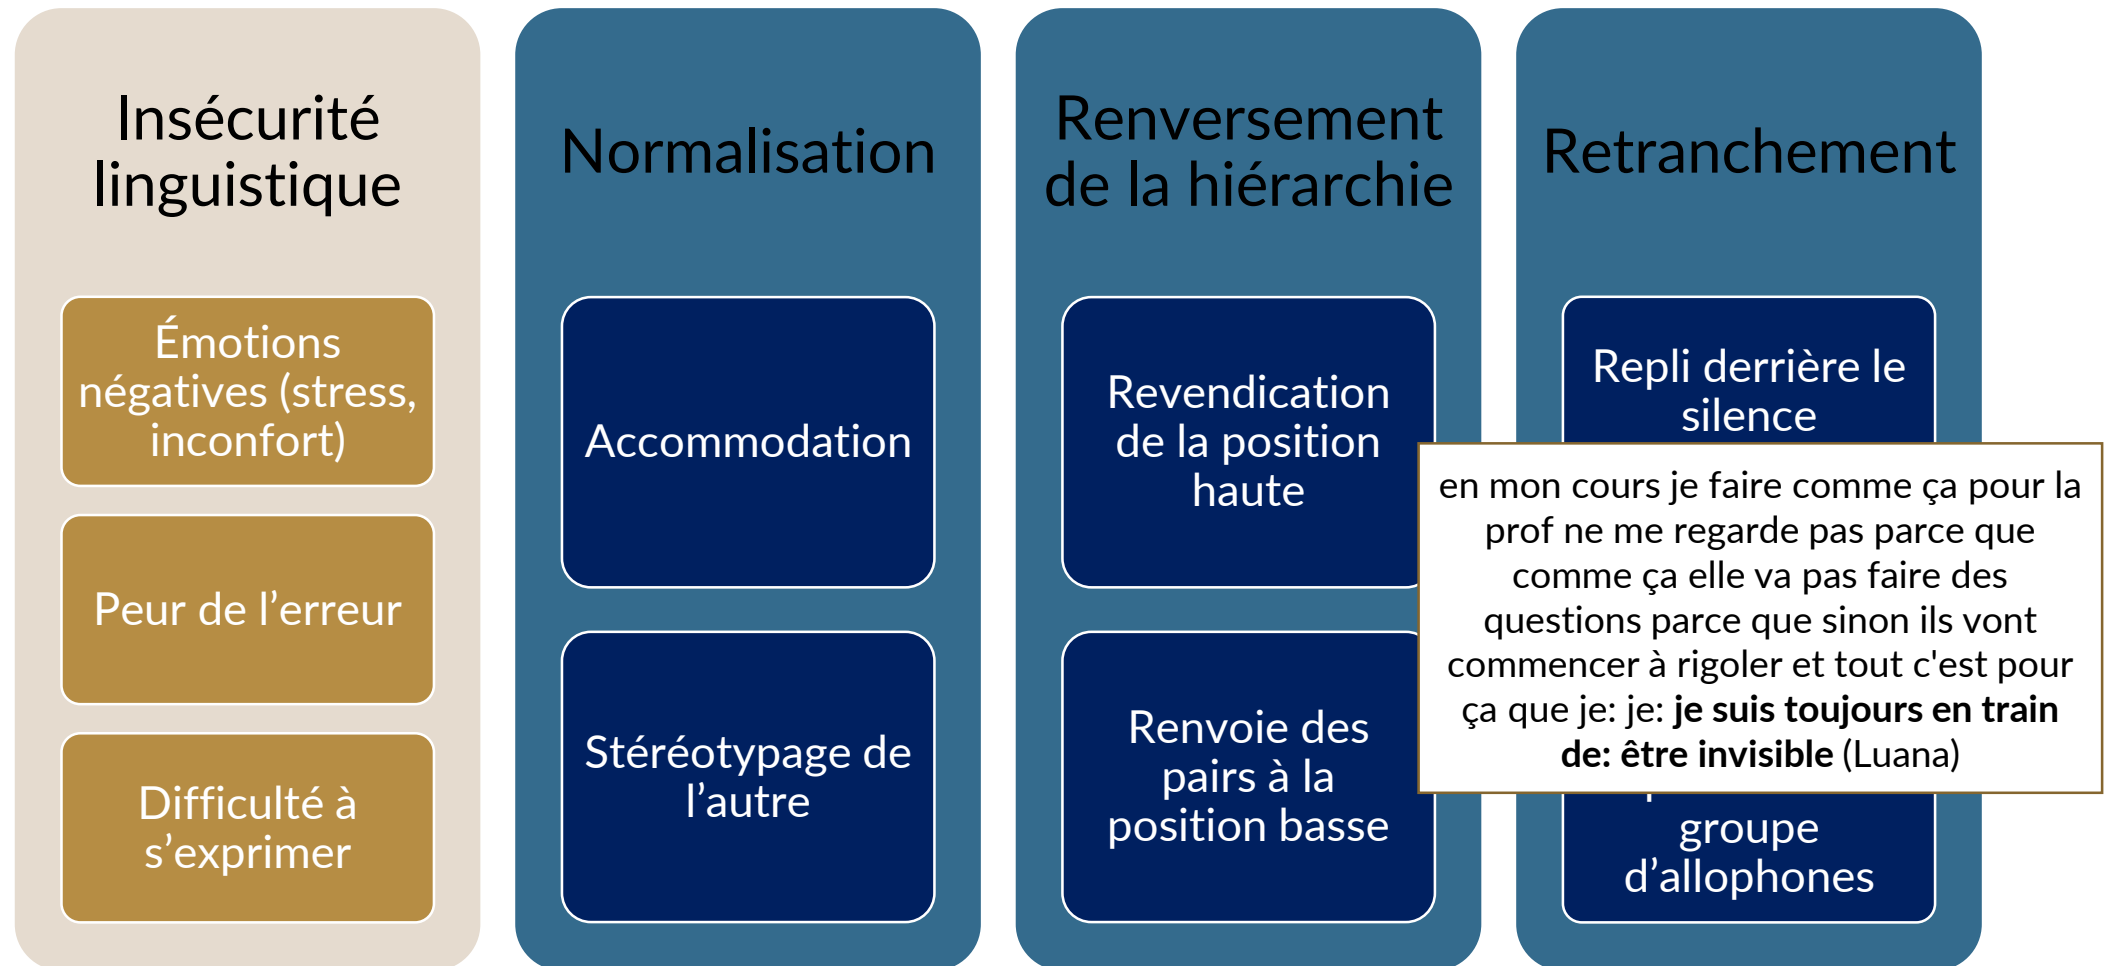 Insécurité
linguistique
Émotions
négatives (stress,
inconfort)
Peur de l’erreur
Difficulté à
s’exprimer
Normalisation
Accommodation
Stéréotypage de
l’autre
Renversement
de la hiérarchie
Revendication
de la position
haute
Renvoie des
pairs à la
position basse
Retranchement
Repli derrière le
silence
en mon cours je faire comme ça pour la
prof ne me regarde pas parce que
comme ça elle va pas faire des
questions parce que sinon ils vont
commencer à rigoler et tout c'est pour
ça que je: je: je suis toujours en train
de: être invisible (Luana)
groupe
d’allophones